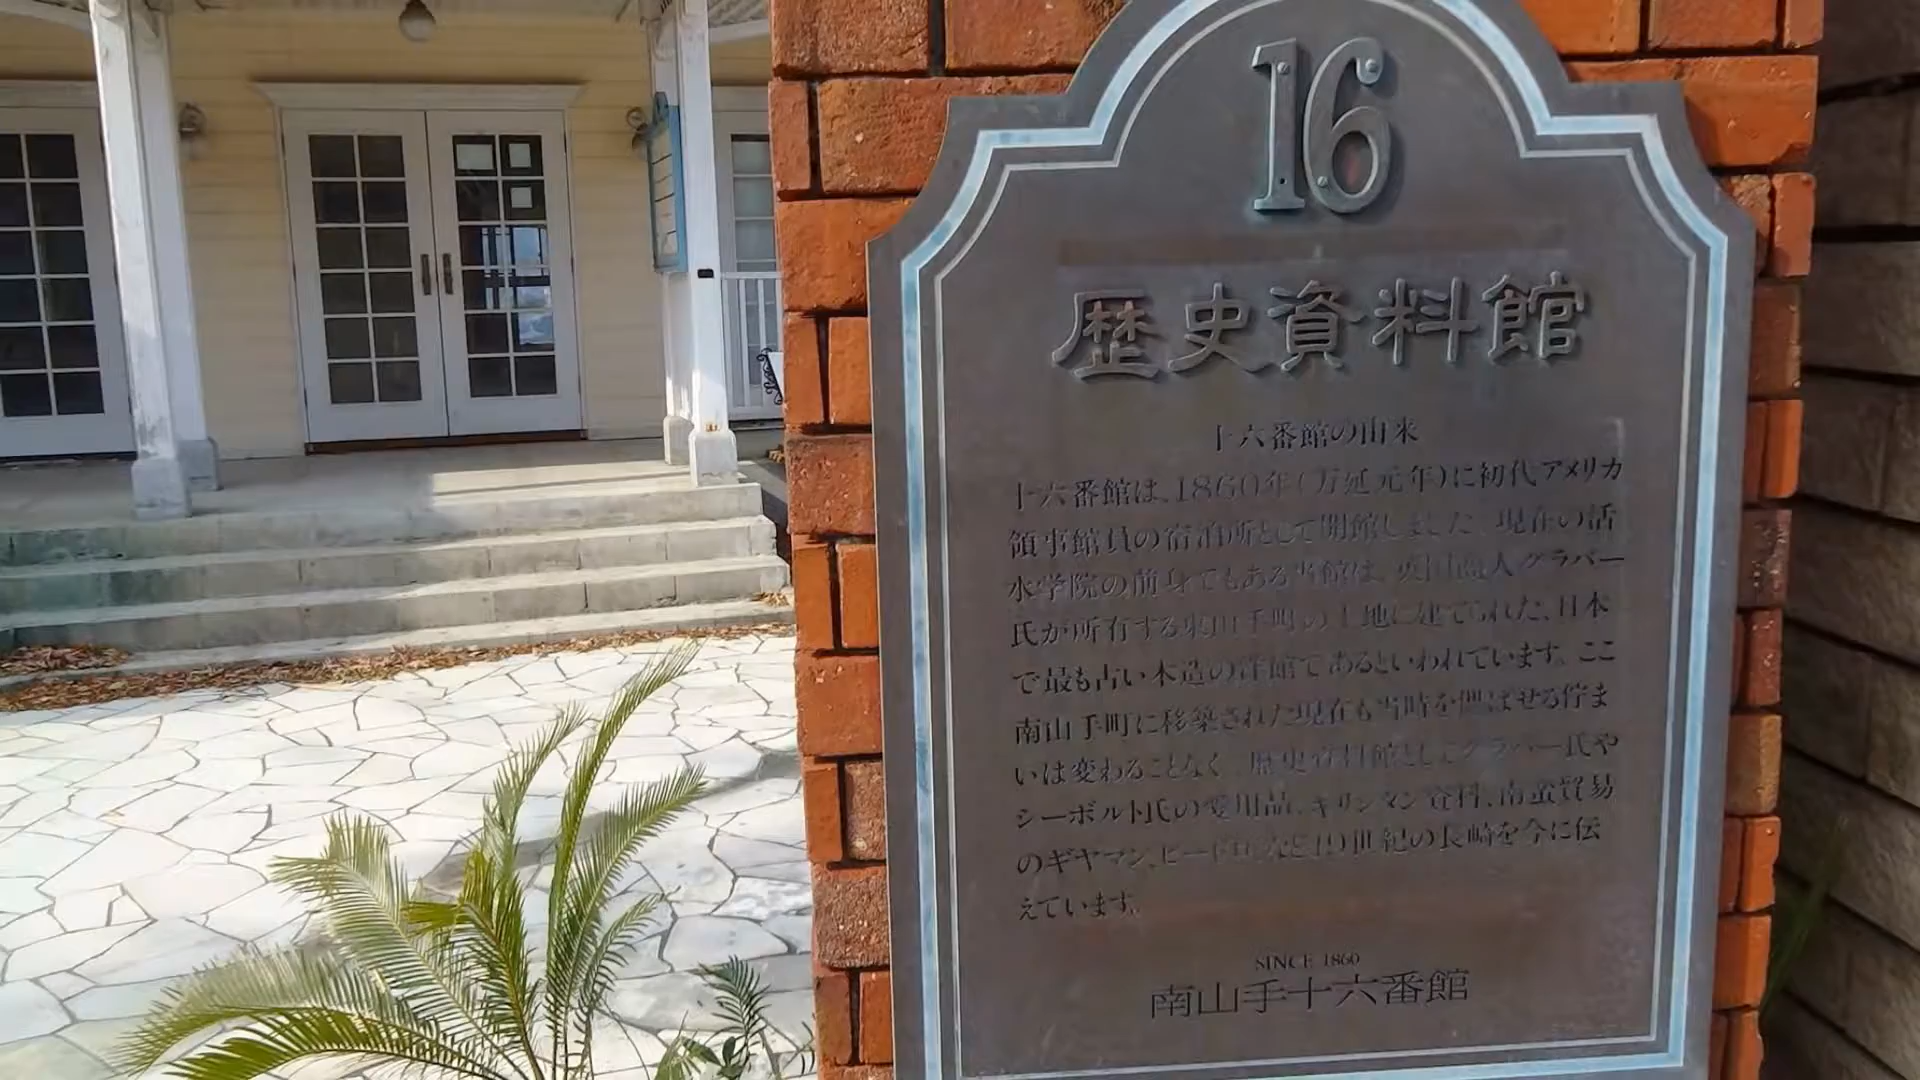 16
歴史資料館
十六番館の由来
十六番館は、1860年(万延元年)に初代アメリカ
領事館員の宿泊所として開館しました。現在の活
水学院の前身でもある当館は、英国商人グラバー
氏が所有する東山手町の土地に建てられた、日本
で最も古い木造の洋館であるといわれています。ここ
南山手町に移築された現在も当時を偲ばせる佇ま
いは変わることなく、歴史資料館としてグラバー氏や
シーボルト氏の愛用品、キリシタン資料、南蛮貿易
のギヤマン、ビードロなど19世紀の長崎を今に伝
えています。
SINCE 1860
南山手十六番館